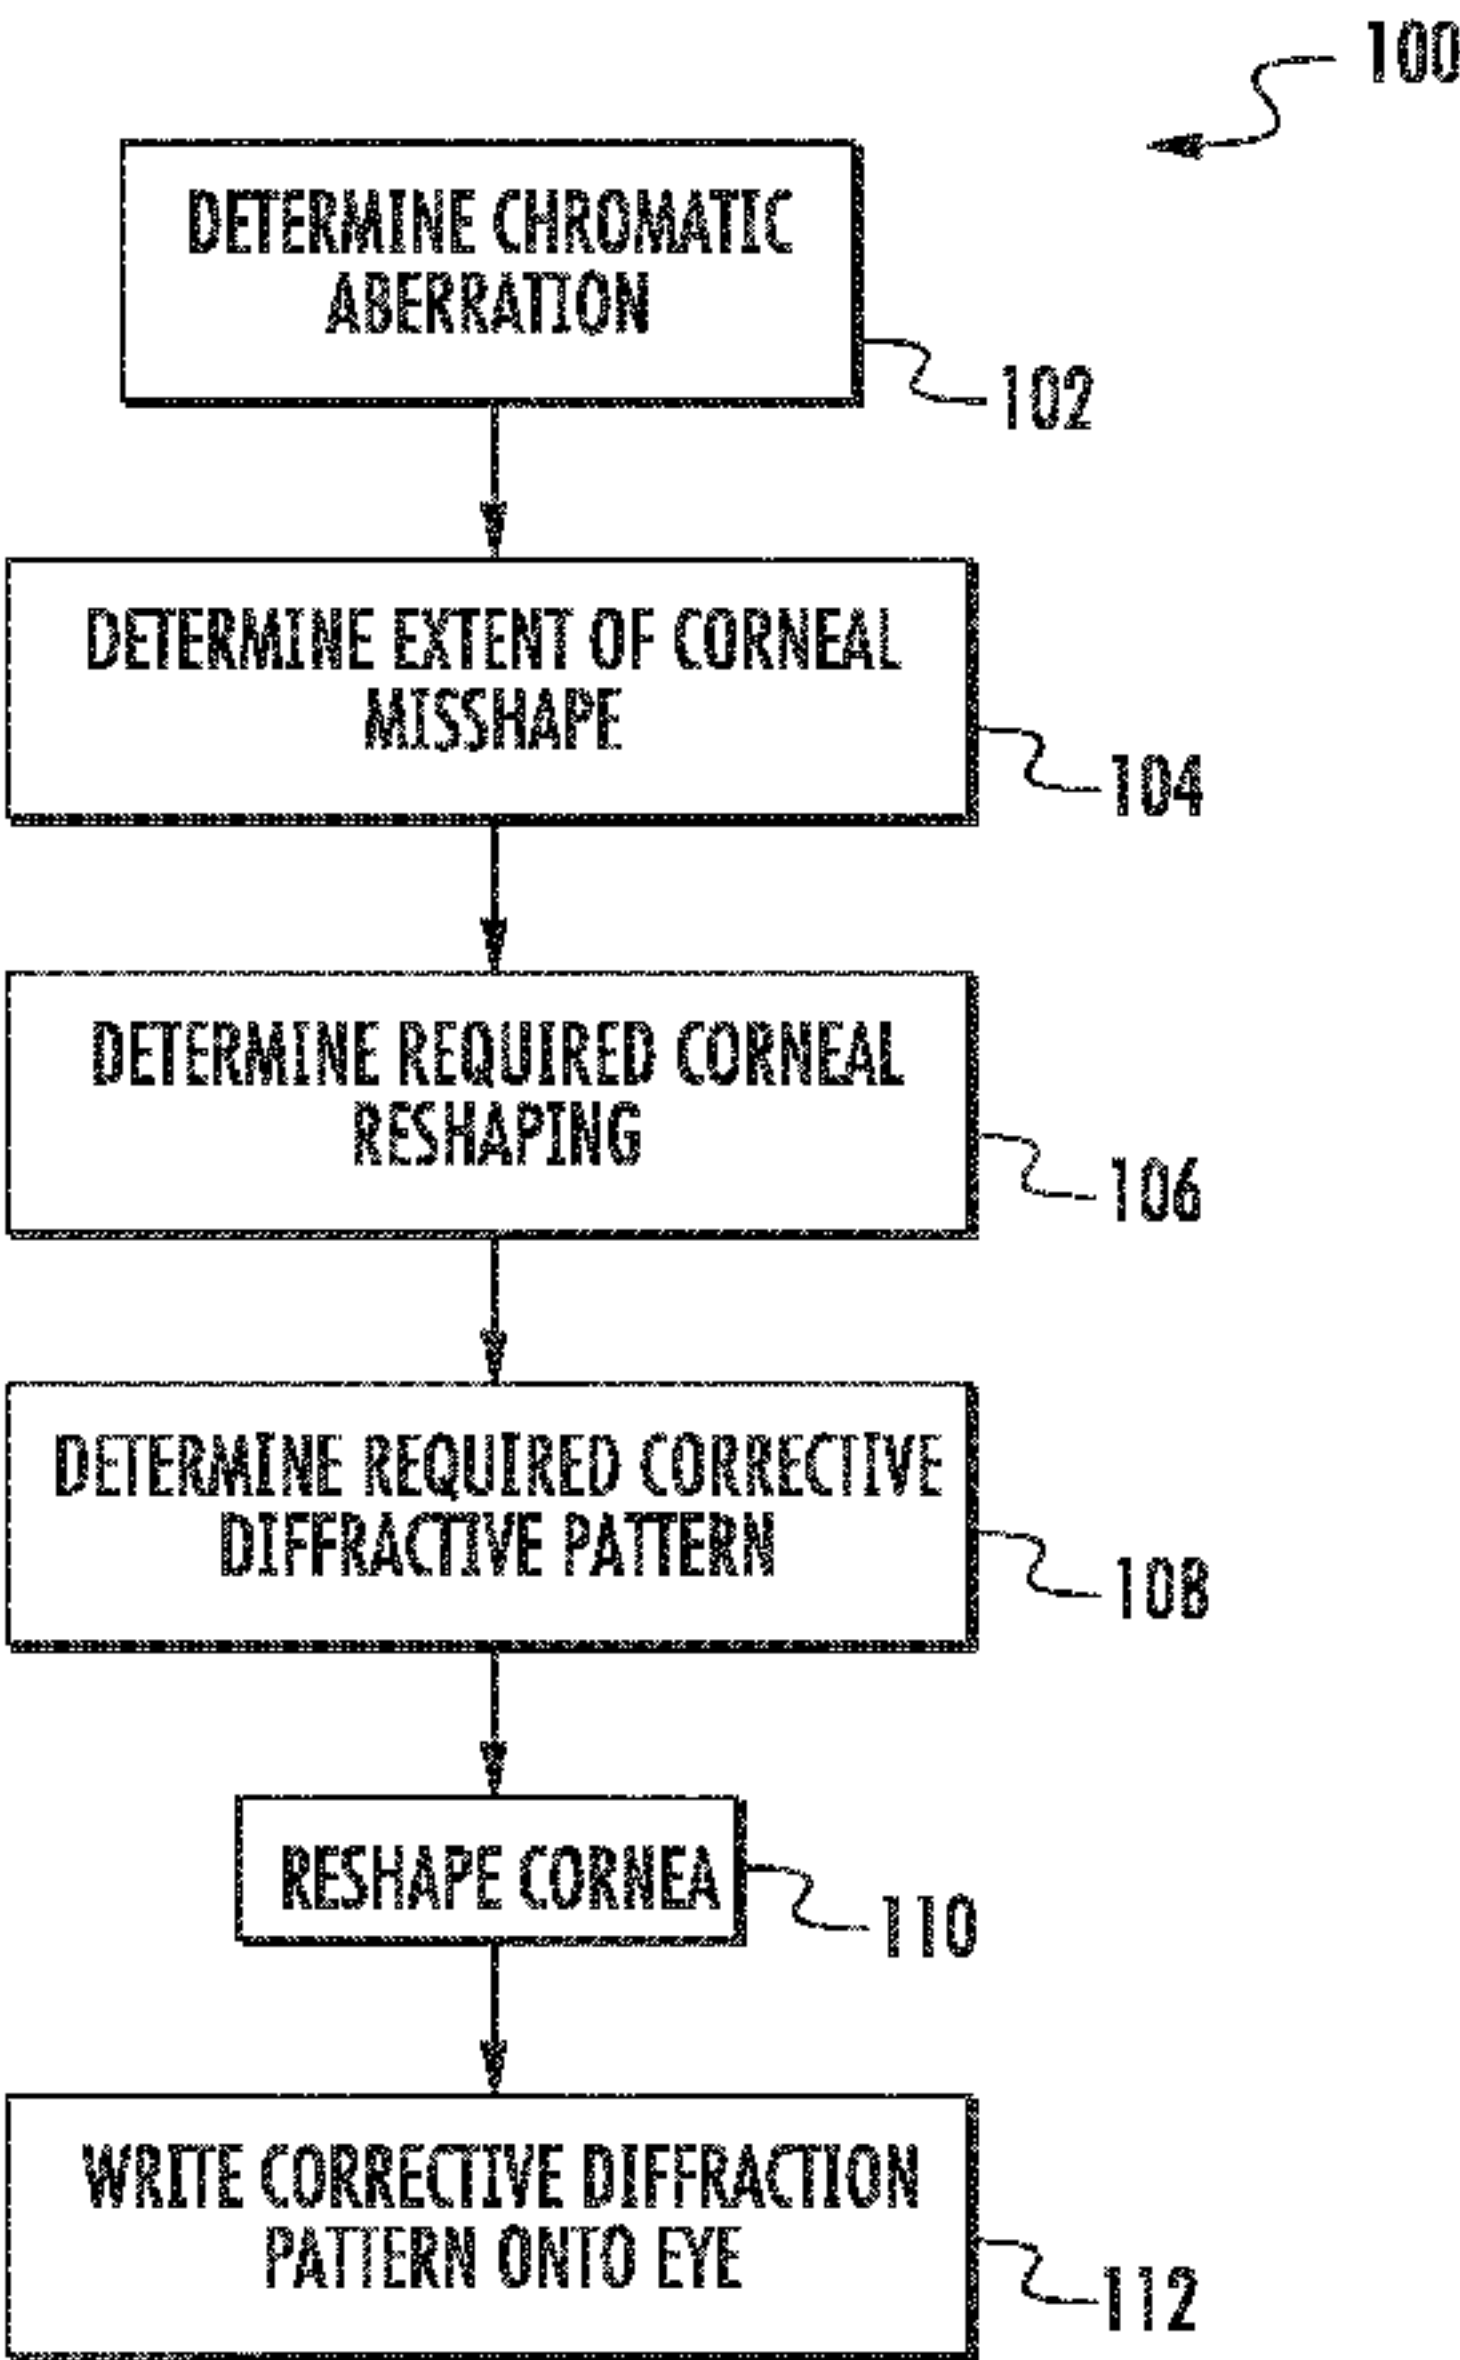 100
DETERMINE CHROMATIC
ABERRATION
102
DETERMINE EXTENT OF CORNEAL
MISSHAPE
104
DETERMINE REQUIRED CORNEAL
RESHAPING
106
DETERMINE REQUIRED CORRECTIVE
DIFFRACTIVE PATTERN
108
RESHAPE CORNEA
110
WRITE CORRECTIVE DIFFRACTION
PATTERN ONTO EYE
112